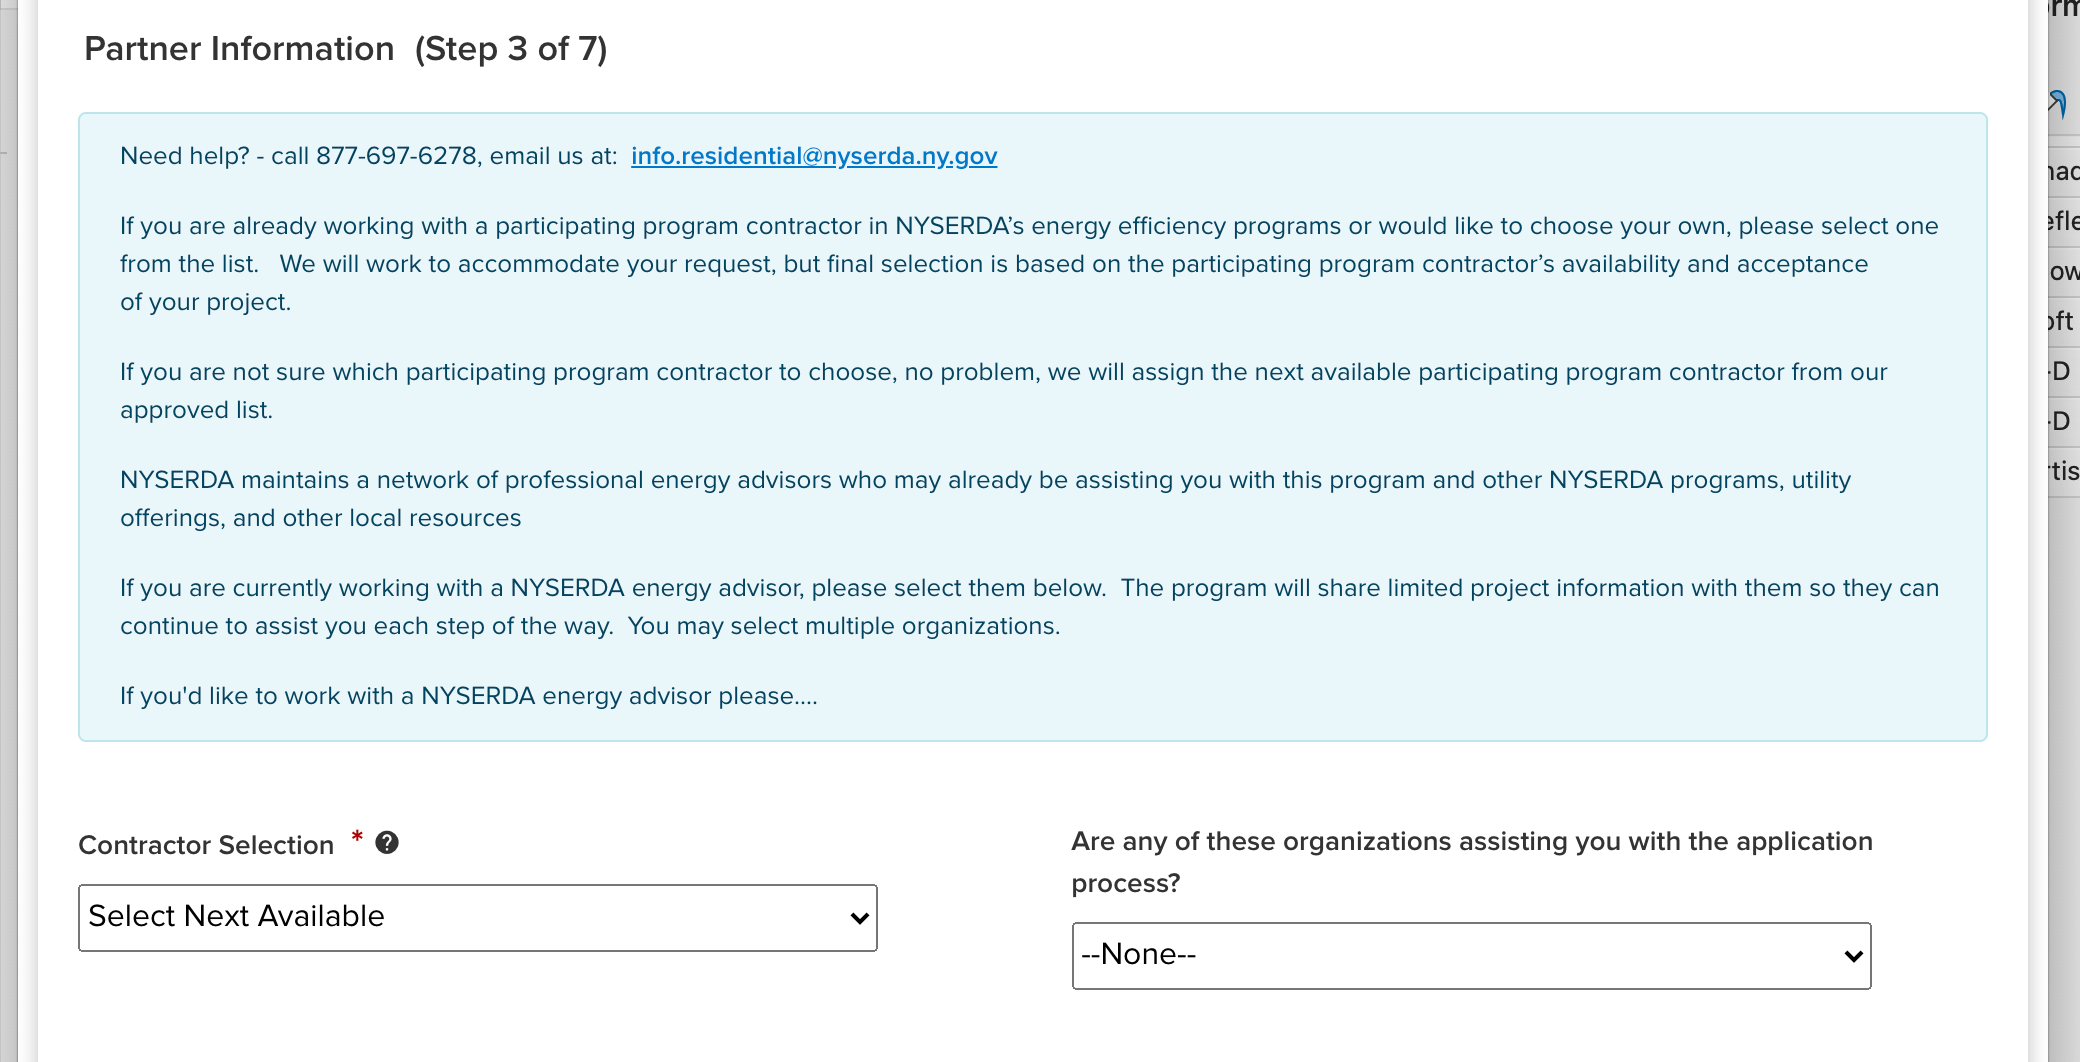 Partner Information (Step 3 of 7)
Need help? - call 877-697-6278, email us at: info.residential@nyserda.ny.gov
If you are already working with a participating program contractor in NYSERDA’s energy efficiency programs or would like to choose your own, please select one
from the list. We will work to accommodate your request, but final selection is based on the participating program contractor’s availability and acceptance
of your project.
If you are not sure which participating program contractor to choose, no problem, we will assign the next available participating program contractor from our
approved list.
NYSERDA maintains a network of professional energy advisors who may already be assisting you with this program and other NYSERDA programs, utility
offerings, and other local resources
If you are currently working with a NYSERDA energy advisor, please select them below. The program will share limited project information with them so they can
continue to assist you each step of the way. You may select multiple organizations.
If you'd like to work with a NYSERDA energy advisor please....
Contractor Selection * ?
Select Next Available
Are any of these organizations assisting you with the application
process?
--None--